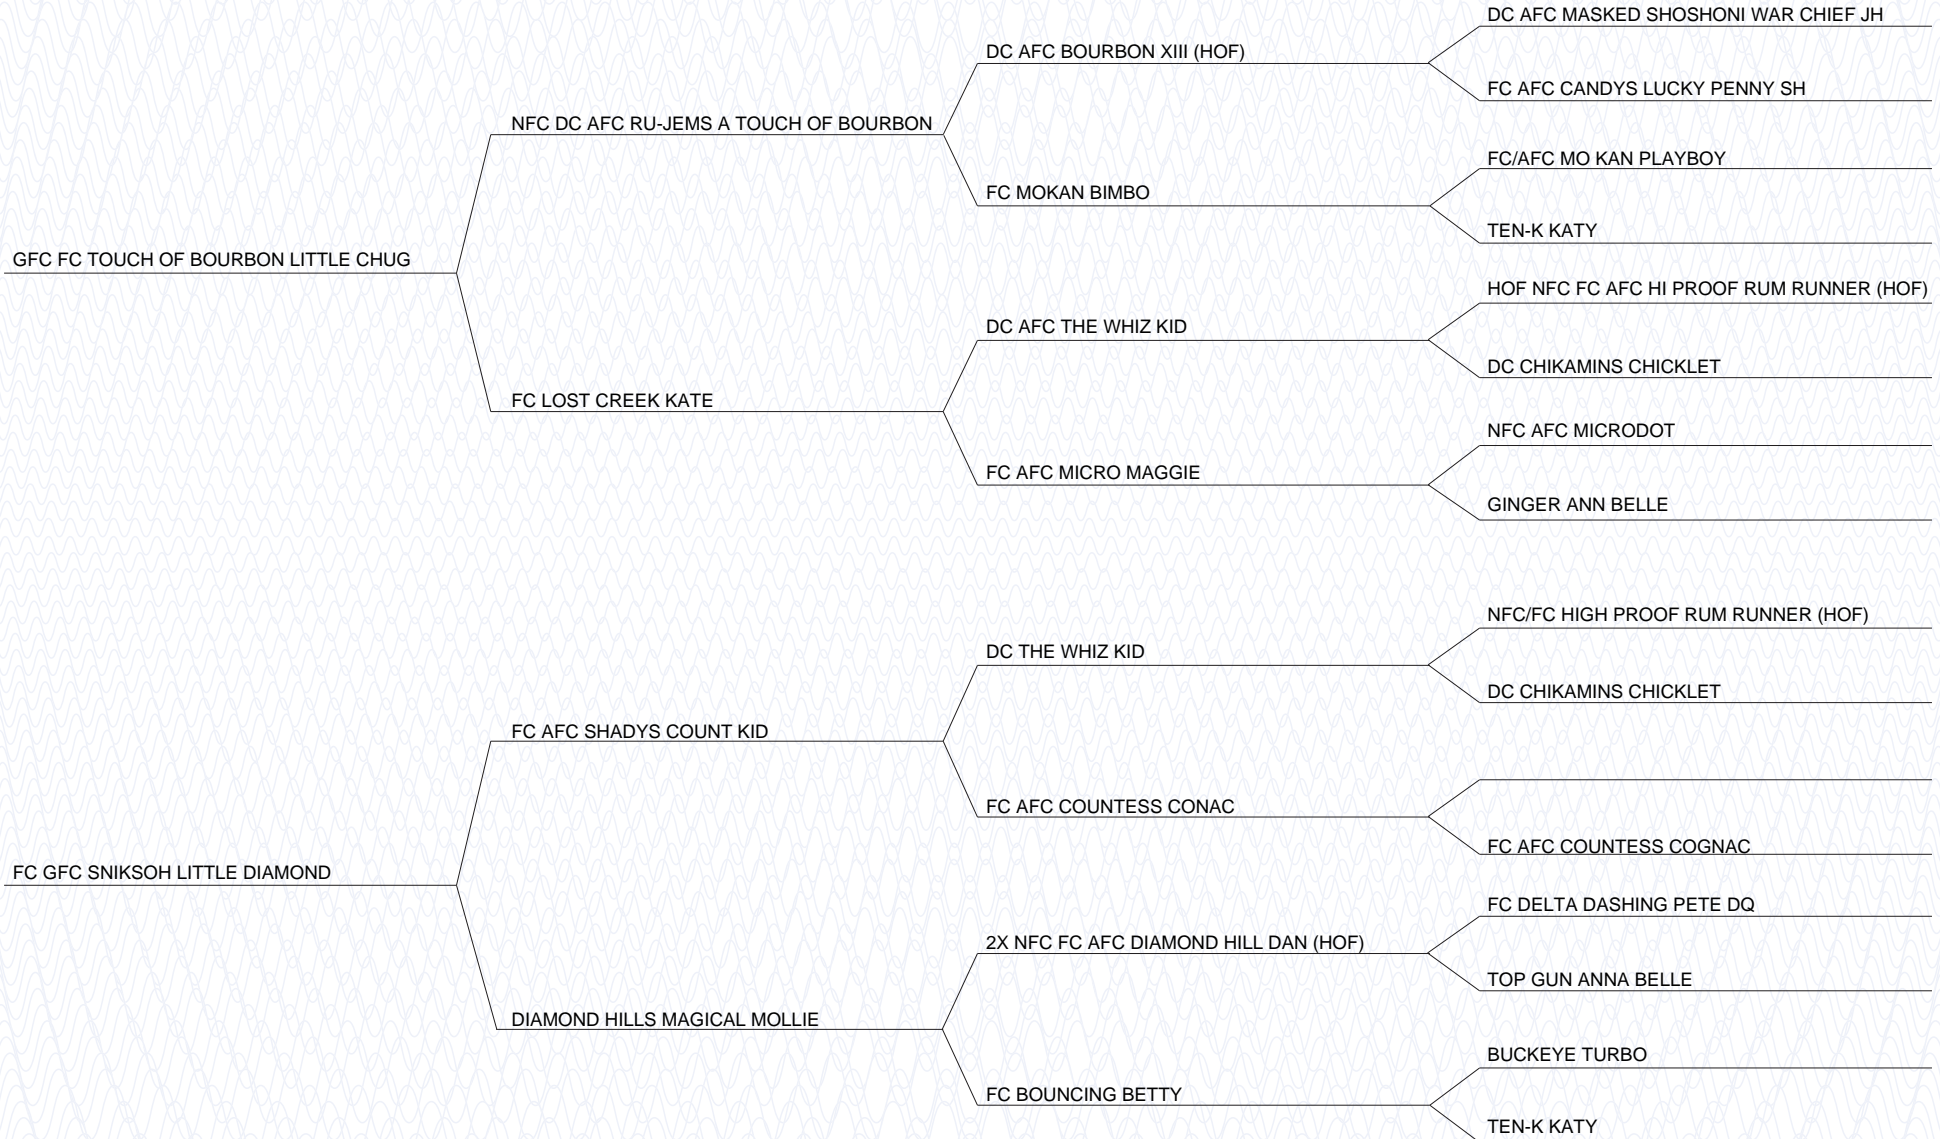 DC AFC MASKED SHOSHONI WAR CHIEF JH
DC AFC BOURBON XIII (HOF)
FC AFC CANDYS LUCKY PENNY SH
NFC DC AFC RU-JEMS A TOUCH OF BOURBON
FC/AFC MO KAN PLAYBOY
FC MOKAN BIMBO
TEN-K KATY
GFC FC TOUCH OF BOURBON LITTLE CHUG
HOF NFC FC AFC HI PROOF RUM RUNNER (HOF)
DC AFC THE WHIZ KID
DC CHIKAMINS CHICKLET
FC LOST CREEK KATE
NFC AFC MICRODOT
FC AFC MICRO MAGGIE
GINGER ANN BELLE
NFC/FC HIGH PROOF RUM RUNNER (HOF)
DC THE WHIZ KID
DC CHIKAMINS CHICKLET
FC AFC SHADYS COUNT KID
FC AFC COUNTESS CONAC
FC AFC COUNTESS COGNAC
FC GFC SNIKSOH LITTLE DIAMOND
FC DELTA DASHING PETE DQ
2X NFC FC AFC DIAMOND HILL DAN (HOF)
TOP GUN ANNA BELLE
DIAMOND HILLS MAGICAL MOLLIE
BUCKEYE TURBO
FC BOUNCING BETTY
TEN-K KATY